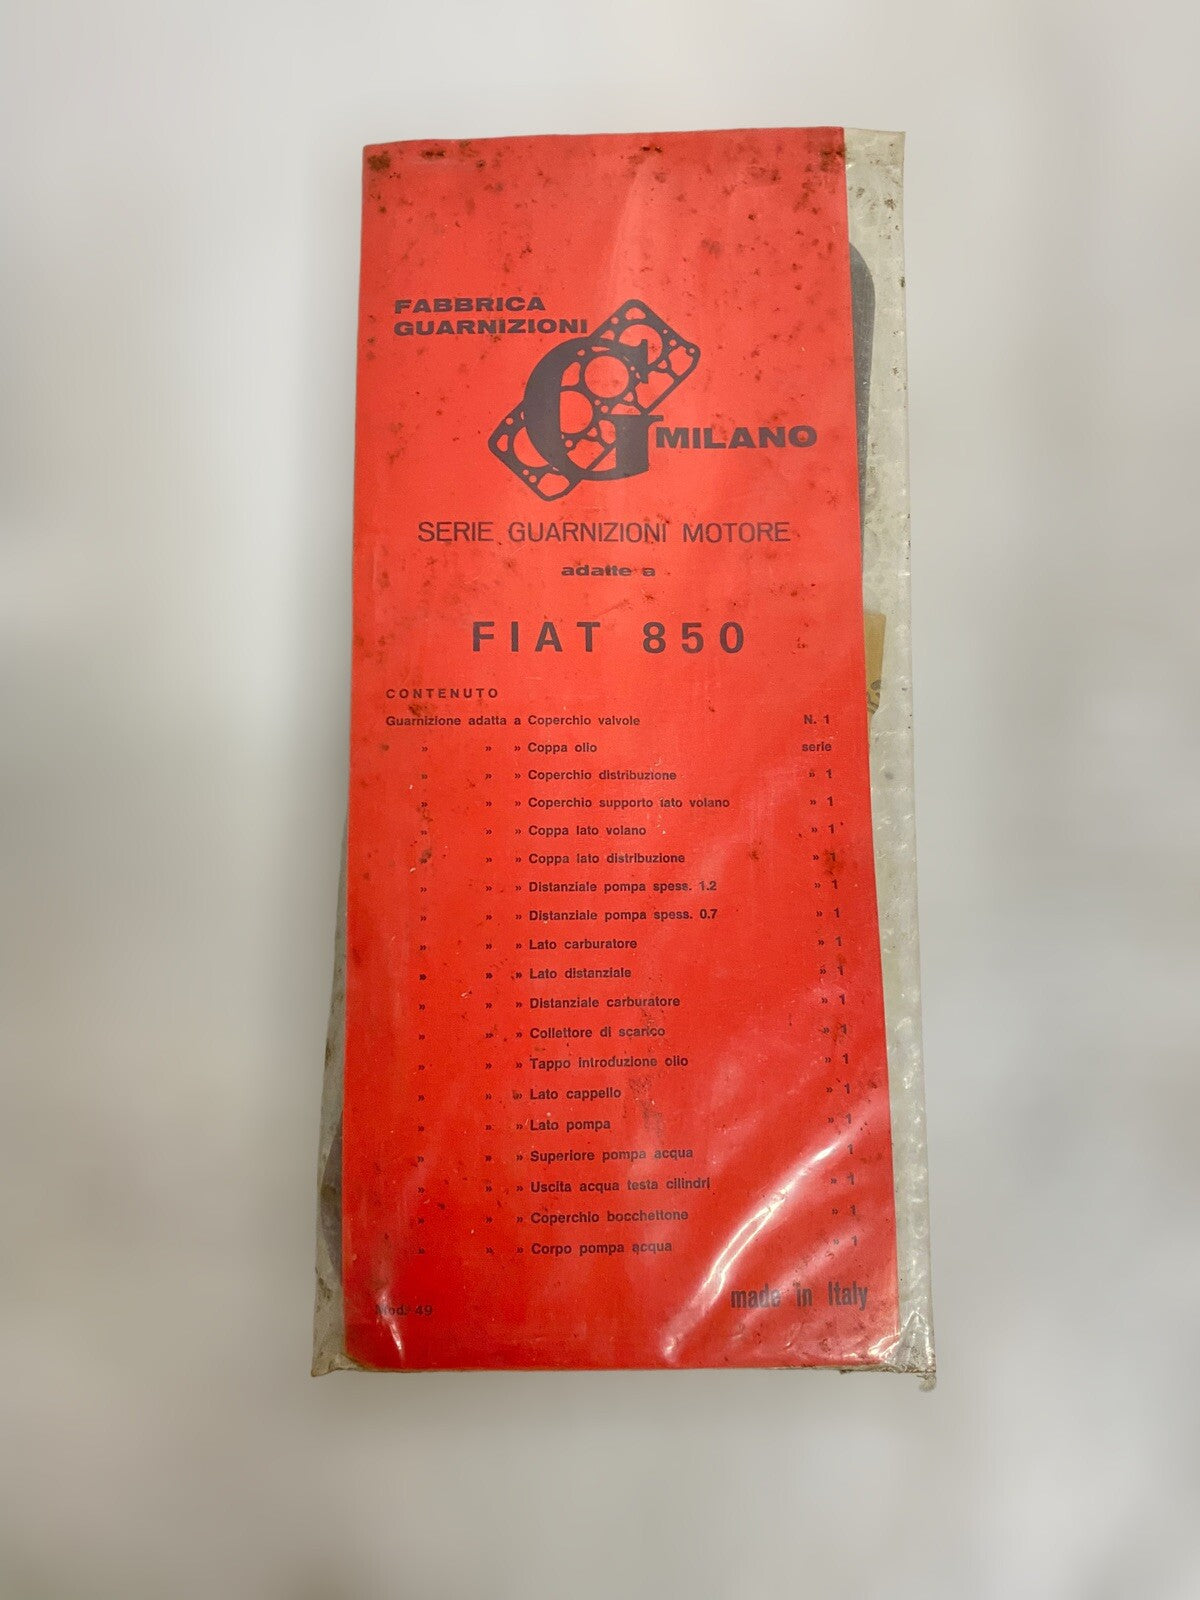 FABBRICA
GUARNIZIONI
G
MILANO
SERIE GUARNIZIONI MOTORE
adatte a
FIAT 850
CONTENUTO
Guarnizione adatta a Coperchio valvole N. 1
» » » Coppa olio serie
» » » Coperchio distribuzione » 1
» » » Coperchio supporto lato volano » 1
» » » Coppa lato volano » 1
» » » Coppa lato distribuzione » 1
» » » Distanziale pompa spess. 1.2 » 1
» » » Distanziale pompa spess. 0.7 » 1
» » » Lato carburatore » 1
» » » Lato distanziale » 1
» » » Distanziale carburatore » 1
» » » Collettore di scarico » 1
» » » Tappo introduzione olio » 1
» » » Lato cappello » 1
» » » Lato pompa » 1
» » » Superiore pompa acqua 1
» » » Uscita acqua testa cilindri » 1
» » » Coperchio bocchettone » 1
» » » Corpo pompa acqua » 1
Mod. 49
made in Italy